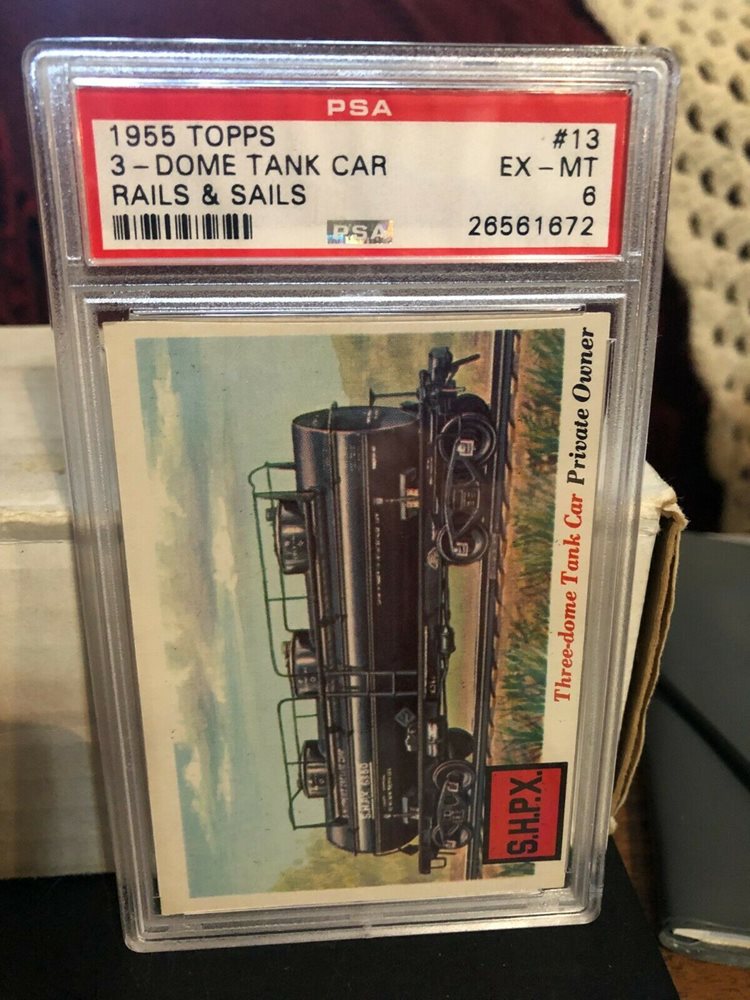 PSA
1955 TOPPS #13
3-DOME TANK CAR EX-MT
RAILS & SAILS 6
PSA 26561672
Three-dome Tank Car Private Owner
S.H.P.X.